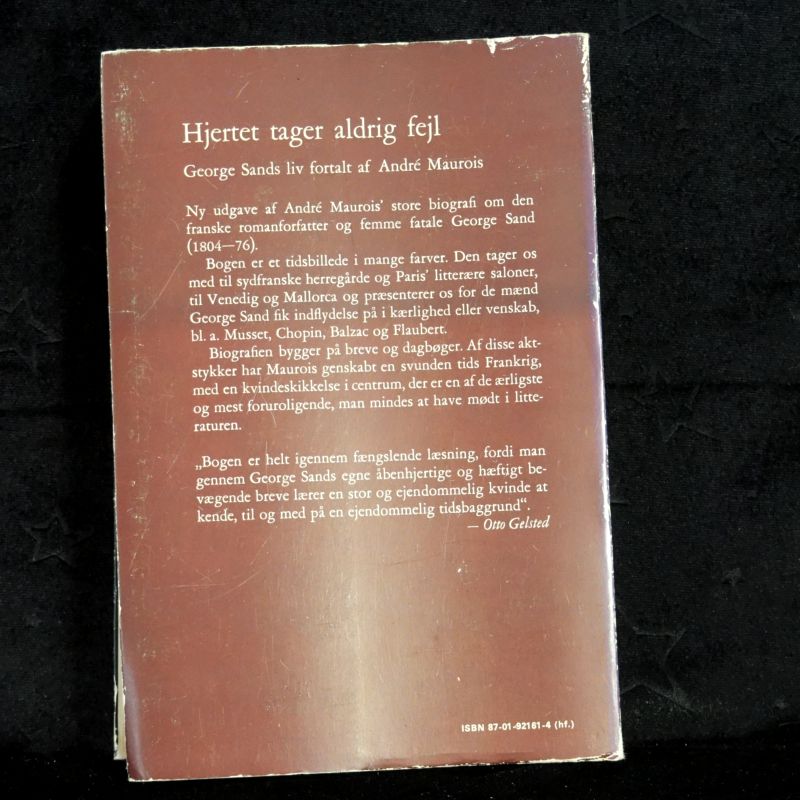 Hjertet tager aldrig fejl
George Sands liv fortalt af André Maurois
Ny udgave af André Maurois' store biografi om den
franske romanforfatter og femme fatale George Sand
(1804—76).
Bogen er et tidsbillede i mange farver. Den tager os
med til sydfranske herregårde og Paris' litterære saloner,
til Venedig og Mallorca og præsenterer os for de mænd
George Sand fik indflydelse på i kærlighed eller venskab,
bl. a. Musset, Chopin, Balzac og Flaubert.
Biografien bygger på breve og dagbøger. Af disse akt-
stykker har Maurois genskabt en svunden tids Frankrig,
med en kvindeskikkelse i centrum, der er en af de ærligste
og mest foruroligende, man mindes at have mødt i litte-
raturen.
„Bogen er helt igennem fængslende læsning, fordi man
gennem George Sands egne åbenhjertige og hæftigt be-
vægende breve lærer en stor og ejendommelig kvinde at
kende, til og med på en ejendommelig tidsbaggrund“.
— Otto Gelsted
ISBN 87-01-92181-4 (hf.)